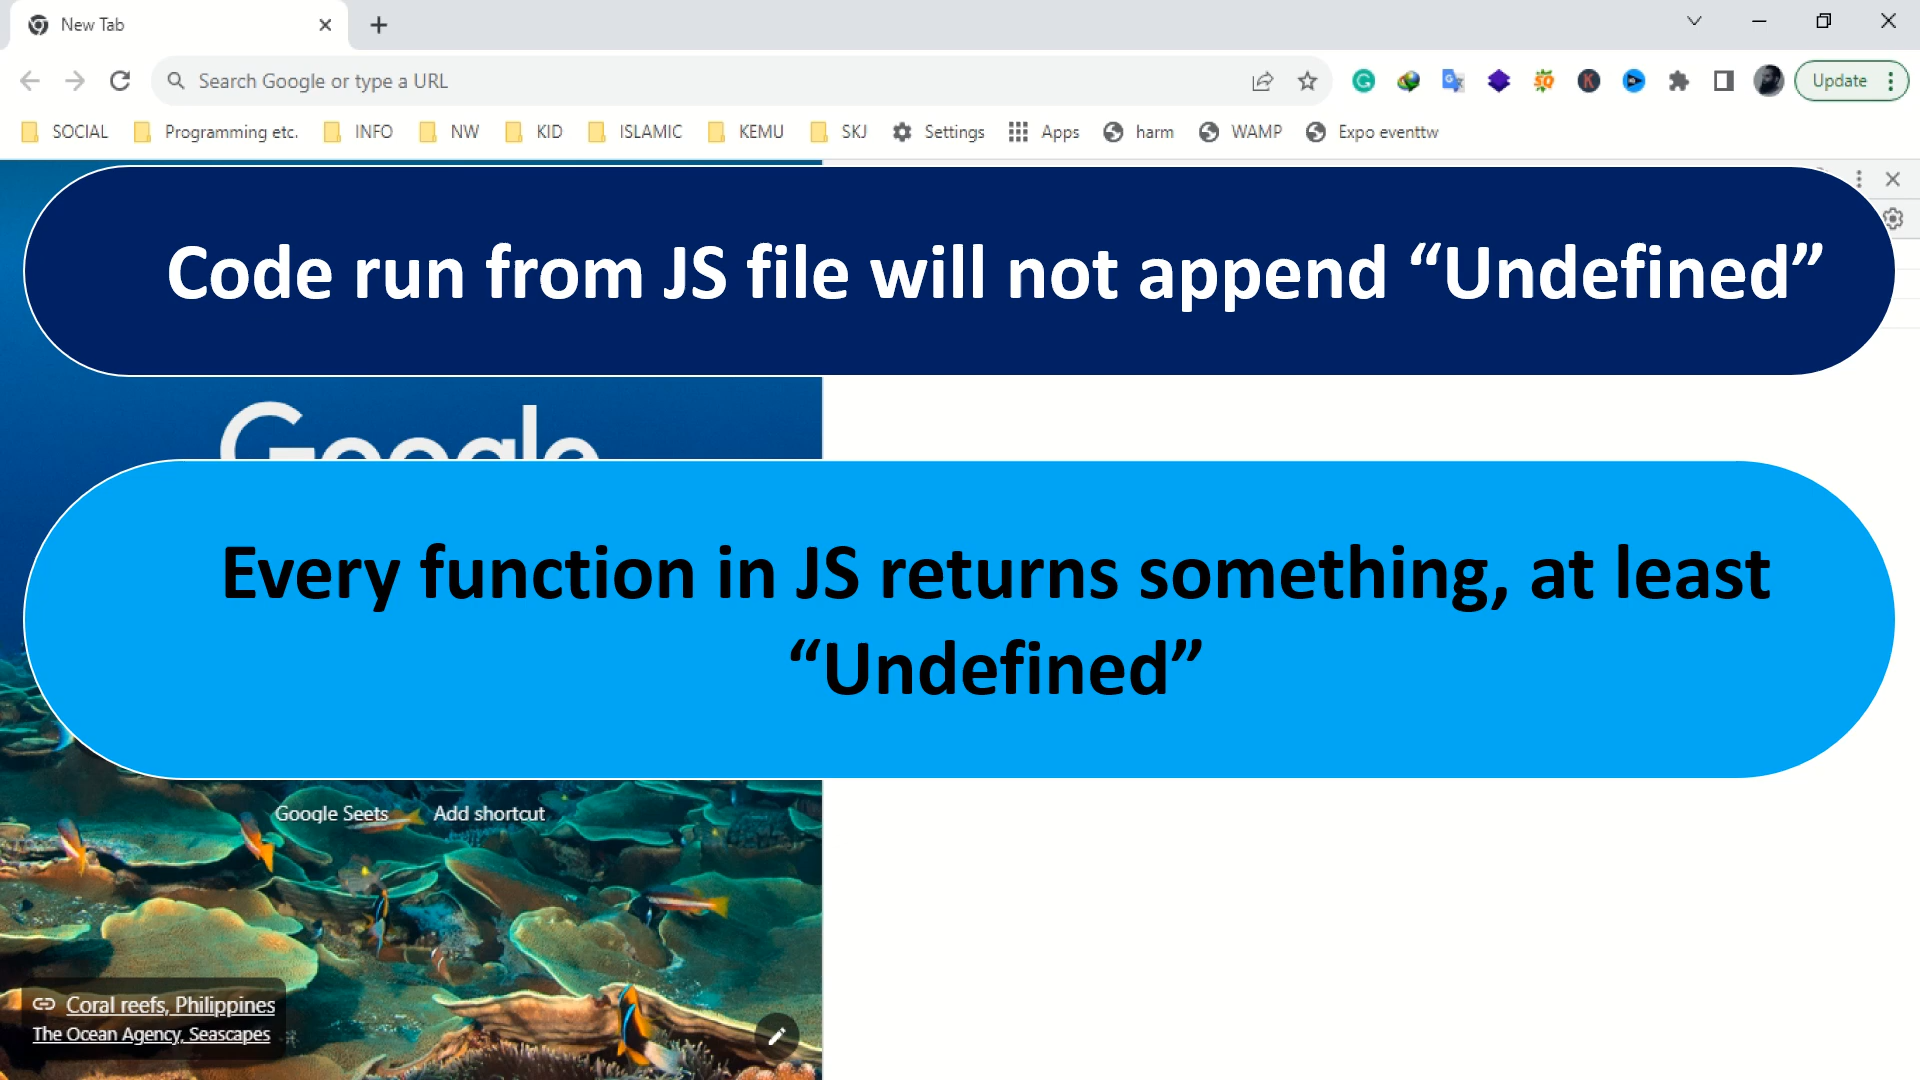 New Tab
Search Google or type a URL
Update
SOCIAL Programming etc. INFO NW KID ISLAMIC KEMU SKJ Settings Apps harm WAMP Expo eventtw
Code run from JS file will not append “Undefined”
Google
Every function in JS returns something, at least
“Undefined”
Google Seets Add shortcut
Coral reefs, Philippines
The Ocean Agency, Seascapes